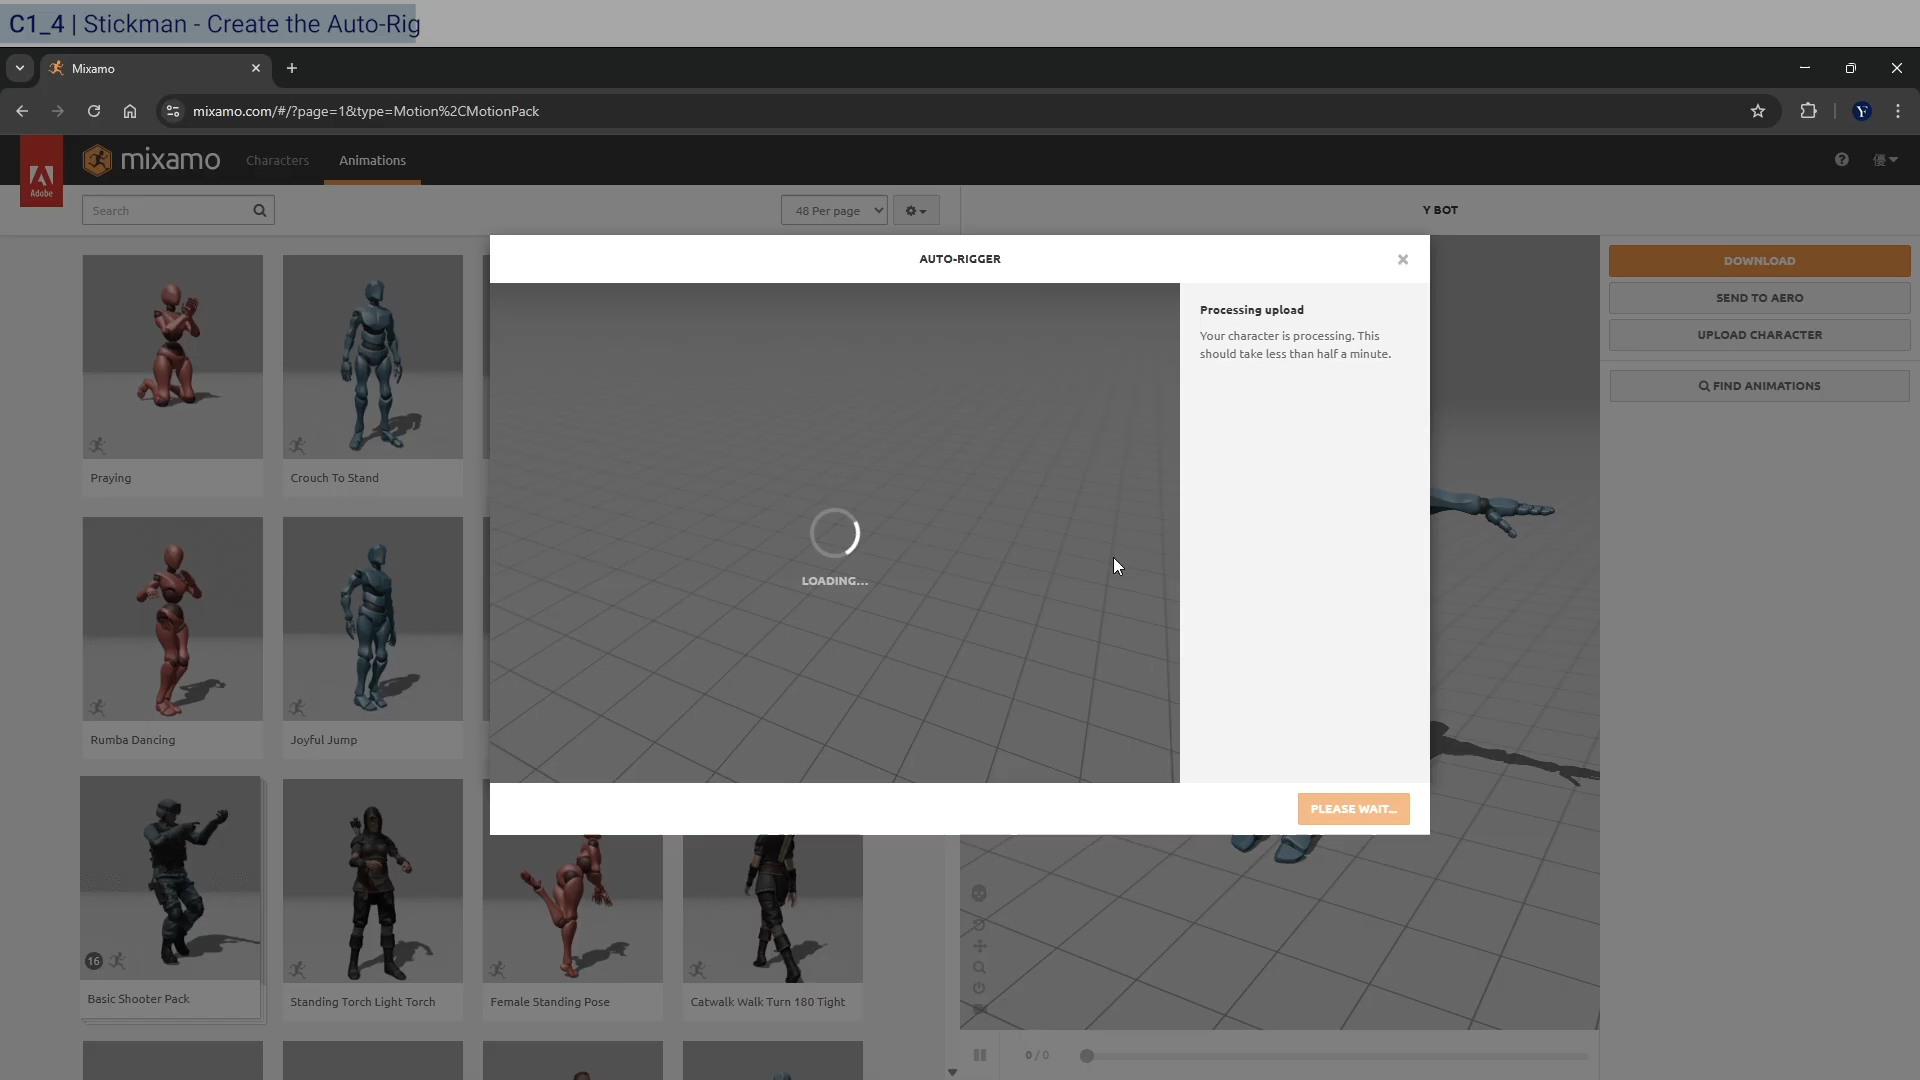 C1_4 | Stickman - Create the Auto-Rig
Mixamo
mixamo.com/#/?page=1&type=Motion%2CMotionPack
Y
Adobe
mixamo
Characters
Animations
優
Search
48 Per page
Y BOT
AUTO-RIGGER
DOWNLOAD
SEND TO AERO
UPLOAD CHARACTER
FIND ANIMATIONS
Processing upload
Your character is processing. This
should take less than half a minute.
LOADING...
PLEASE WAIT...
Praying
Crouch To Stand
Rumba Dancing
Joyful Jump
16
Basic Shooter Pack
Standing Torch Light Torch
Female Standing Pose
Catwalk Walk Turn 180 Tight
0 / 0